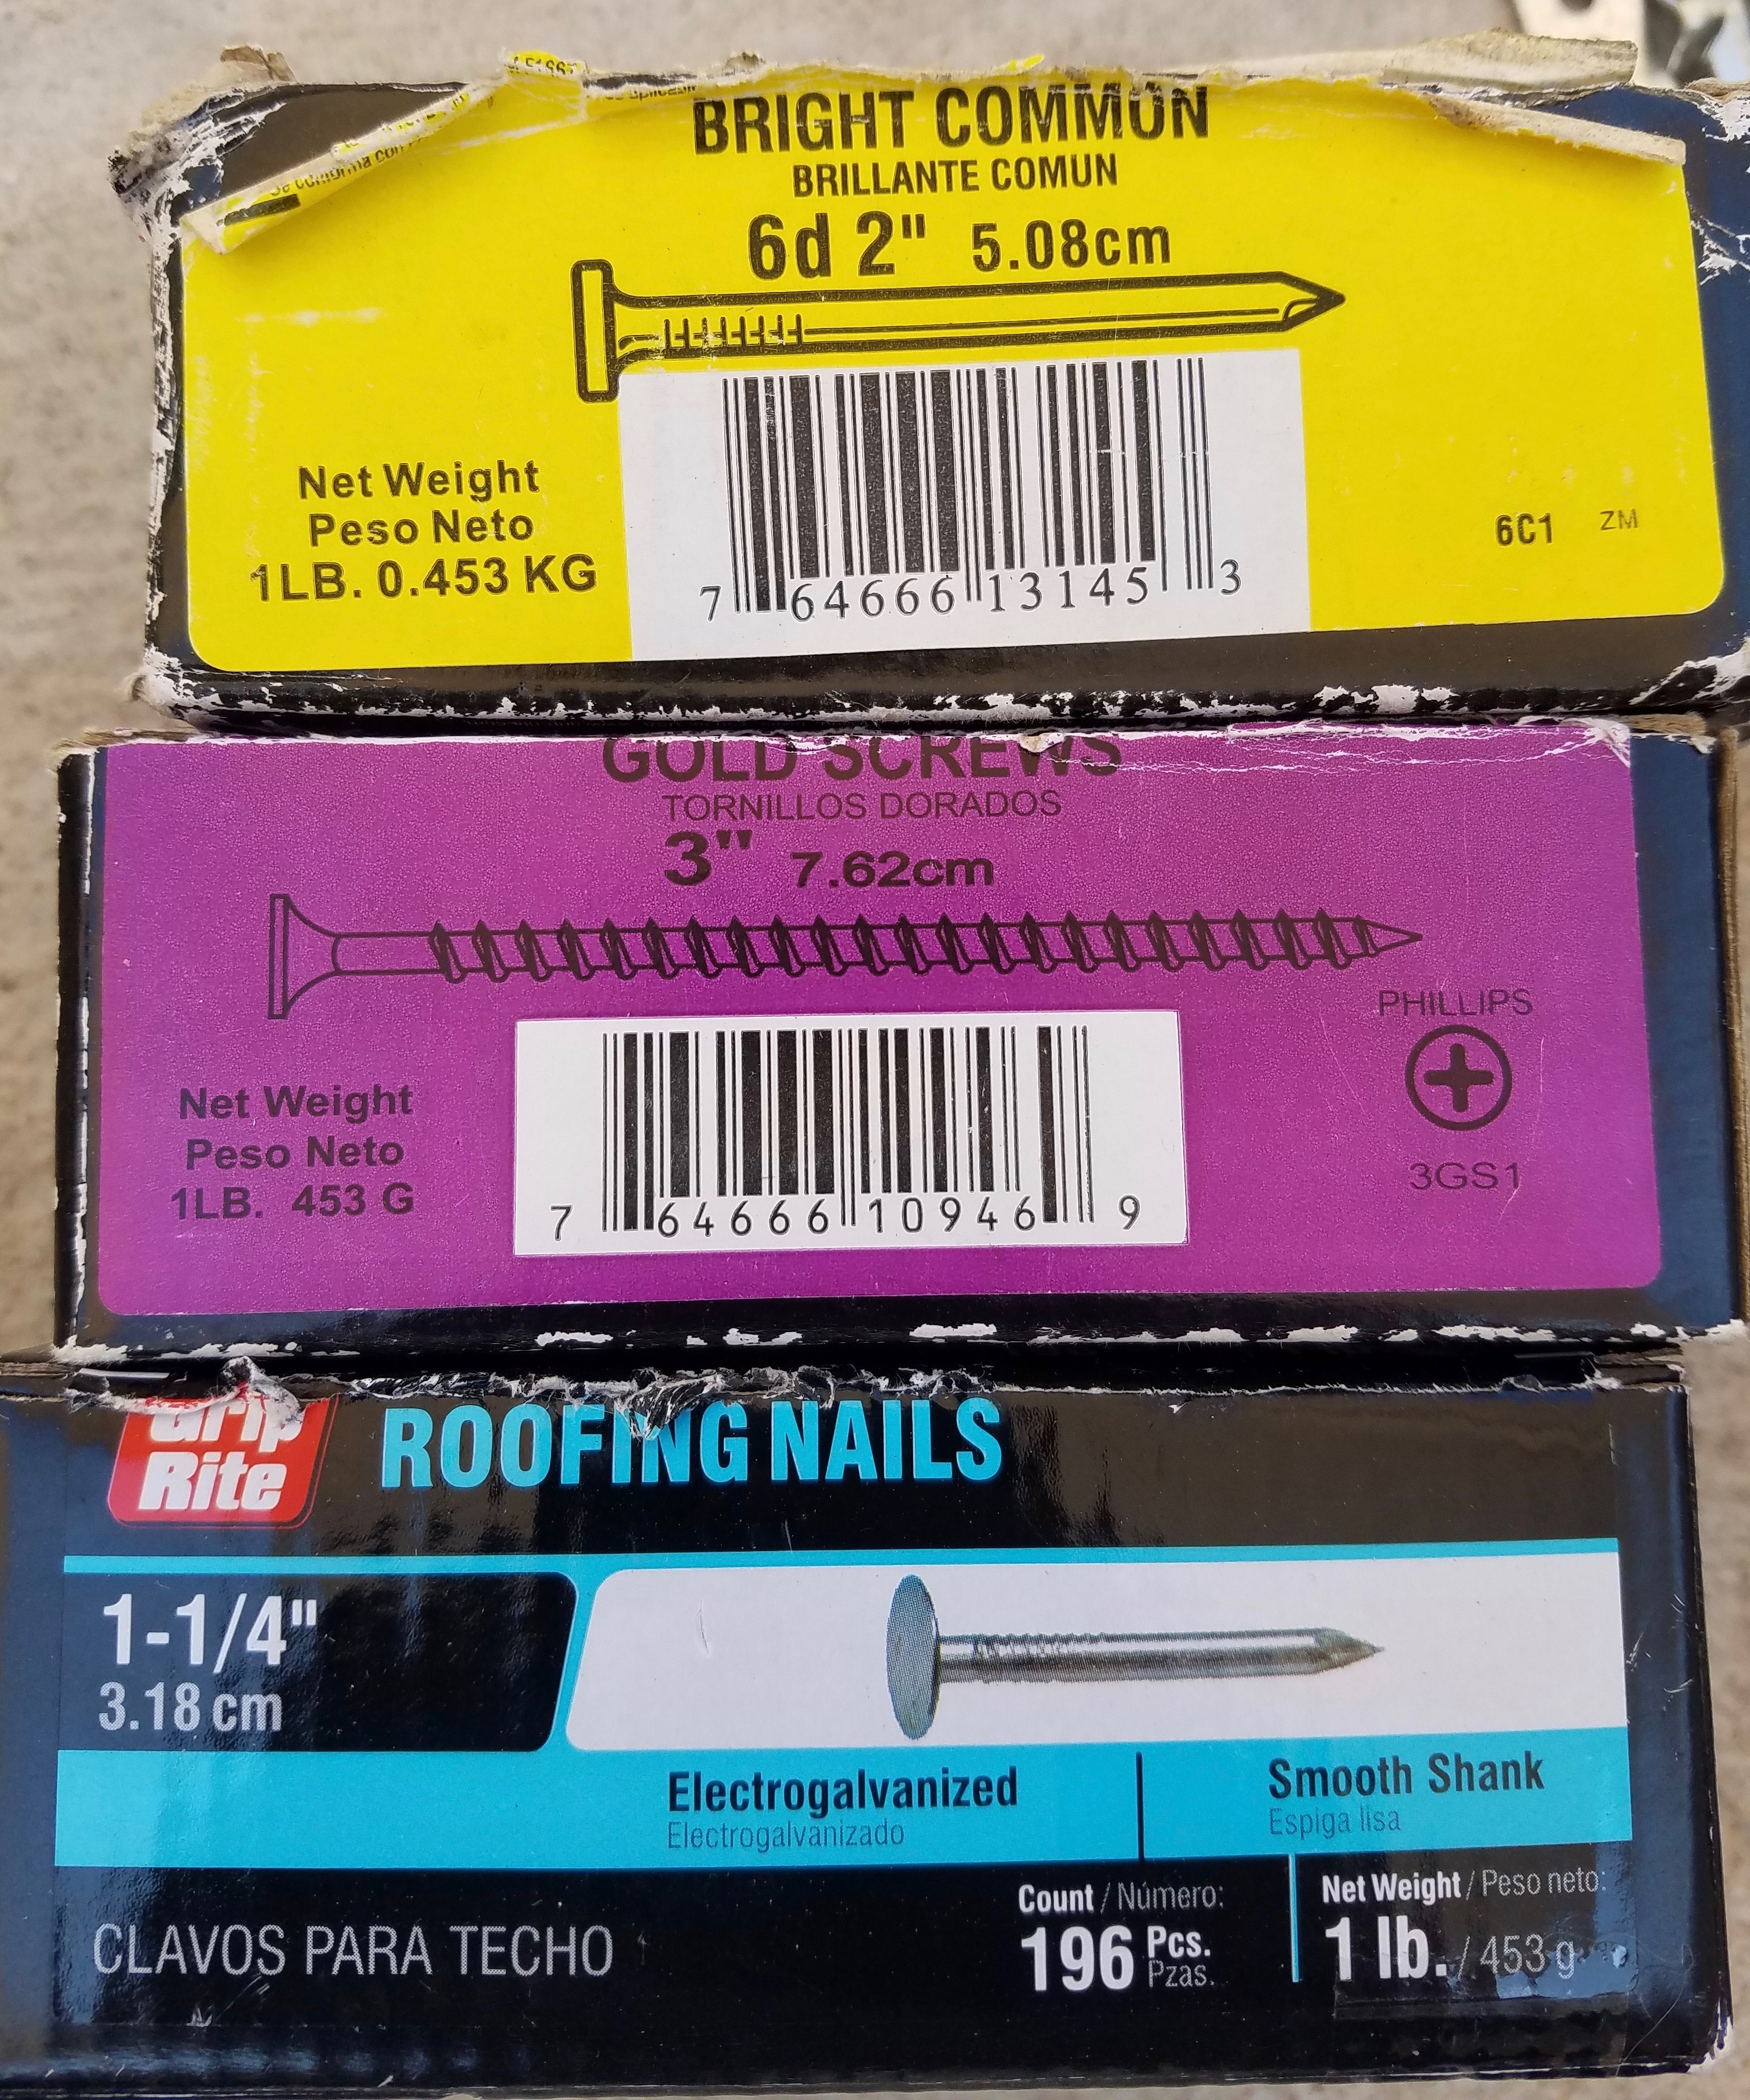 Se conforma con
BRIGHT COMMON
BRILLANTE COMUN
6d 2" 5.08cm
Net Weight
Peso Neto
1LB. 0.453 KG
7 64666 13145 3
6C1 ZM
GOLD SCREWS
TORNILLOS DORADOS
3" 7.62cm
PHILLIPS
Net Weight
Peso Neto
1LB. 453 G
7 64666 10946 9
3GS1
Grip
Rite
ROOFING NAILS
1-1/4"
3.18 cm
Electrogalvanized
Electrogalvanizado
Smooth Shank
Espiga lisa
CLAVOS PARA TECHO
Count / Número:
196 Pcs.
Pzas.
Net Weight / Peso neto:
1 lb. / 453 g